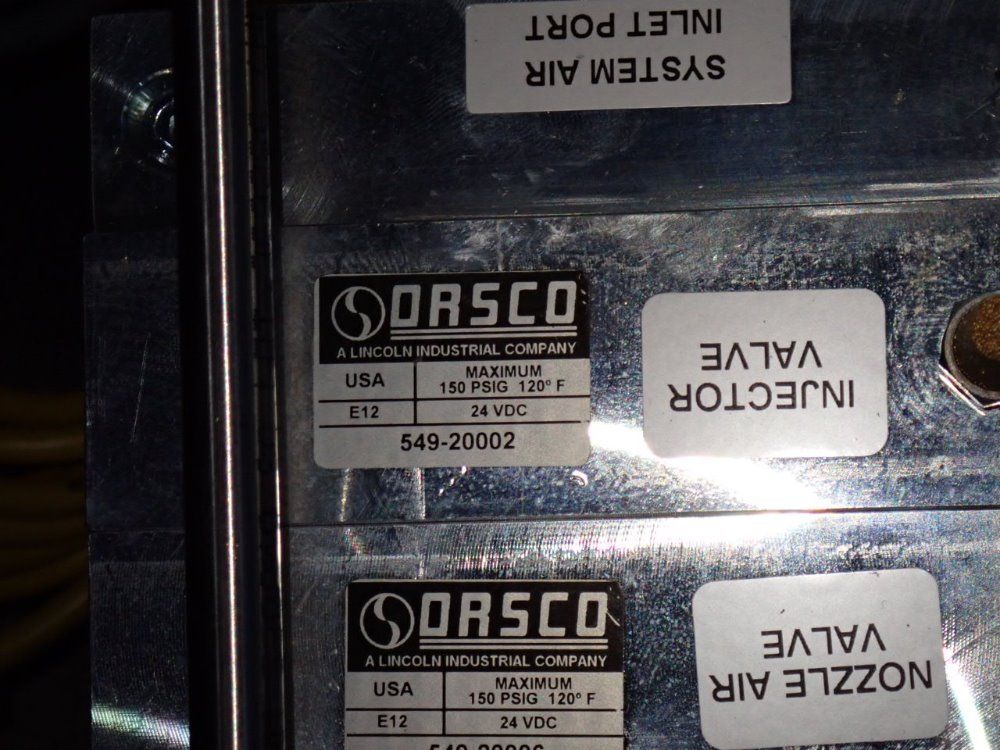 SYSTEM AIR
INLET PORT
ORSCO
A LINCOLN INDUSTRIAL COMPANY
USA
MAXIMUM
150 PSIG 120° F
E12
24 VDC
549-20002
INJECTOR
VALVE
ORSCO
A LINCOLN INDUSTRIAL COMPANY
USA
MAXIMUM
150 PSIG 120° F
E12
24 VDC
NOZZLE AIR
VALVE